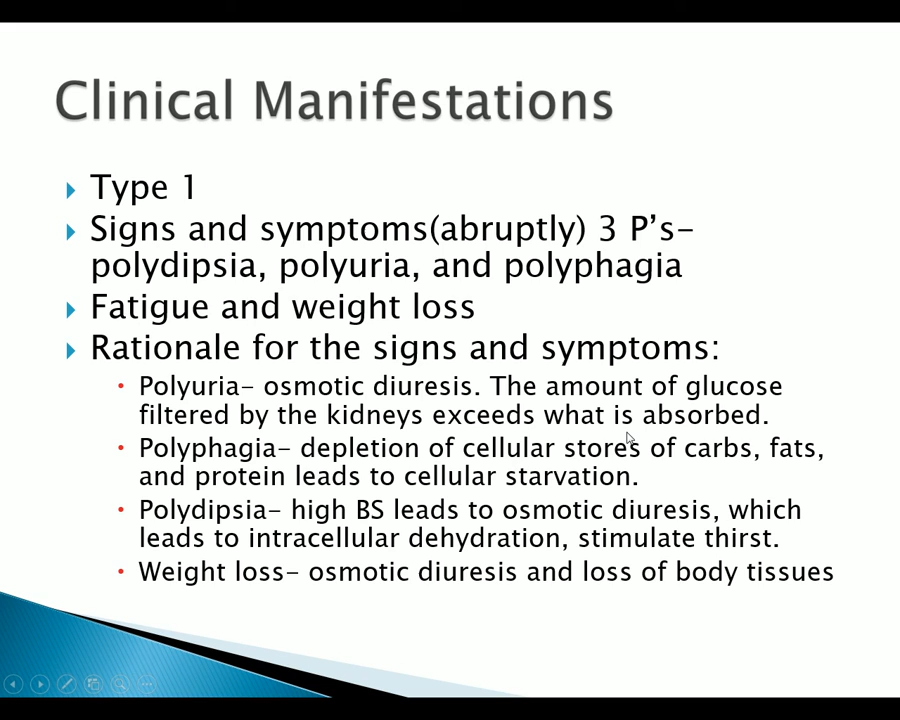 Clinical Manifestations
Type 1
Signs and symptoms(abruptly) 3 P’s-
polydipsia, polyuria, and polyphagia
Fatigue and weight loss
Rationale for the signs and symptoms:
Polyuria- osmotic diuresis. The amount of glucose
filtered by the kidneys exceeds what is absorbed.
Polyphagia- depletion of cellular stores of carbs, fats,
and protein leads to cellular starvation.
Polydipsia- high BS leads to osmotic diuresis, which
leads to intracellular dehydration, stimulate thirst.
Weight loss- osmotic diuresis and loss of body tissues